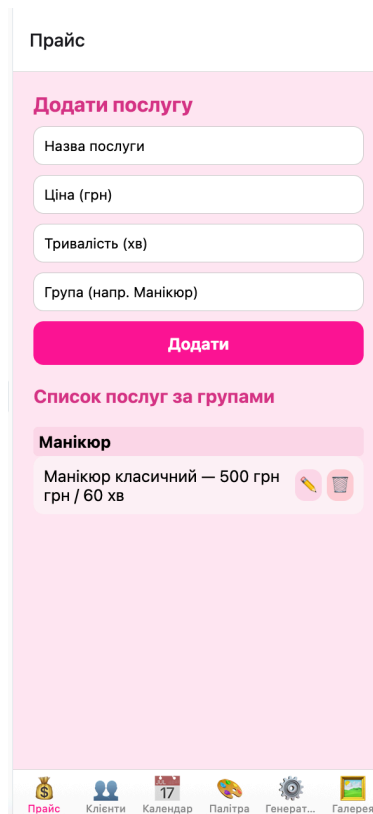 Прайс
Додати послугу
Назва послуги
Ціна (грн)
Тривалість (хв)
Група (напр. Манікюр)
Додати
Список послуг за групами
Манікюр
Манікюр класичний — 500 грн
грн / 60 хв
17
Прайс Клієнти Календар Палітра Генерат... Галерея